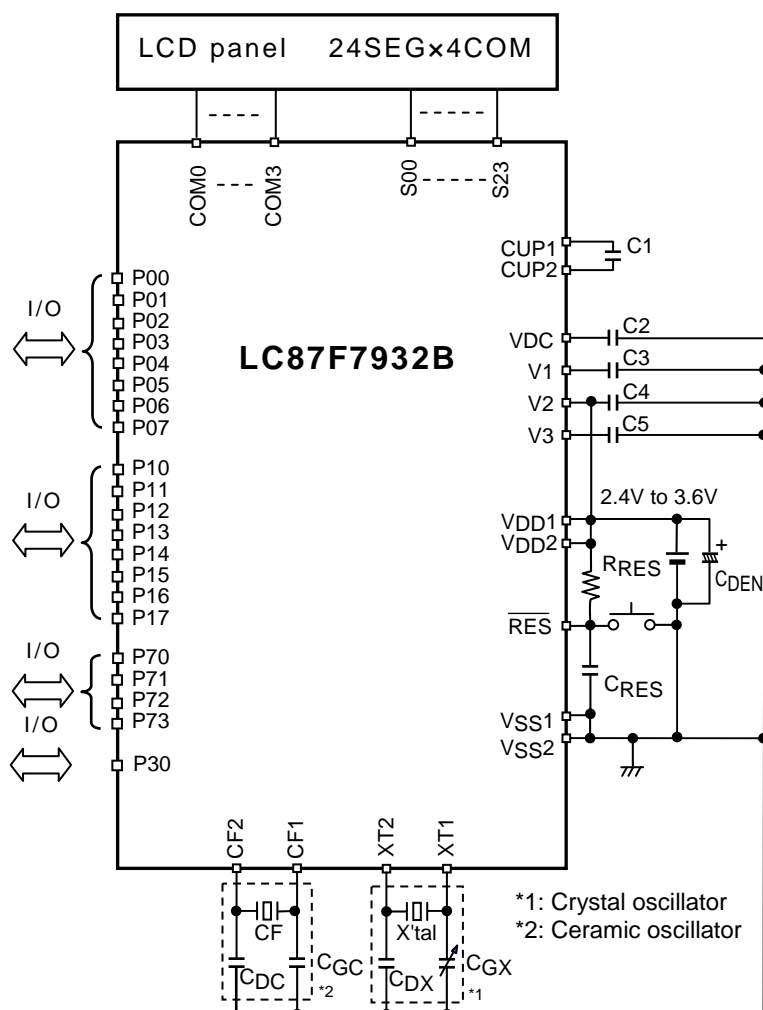 LCD panel 24SEG×4COM
COM0
COM3
S00
S23
CUP1
C1
CUP2
P00
I/O
P01
P02
P03
P04
P05
P06
P07
LC87F7932B
VDC
C2
V1
C3
V2
C4
V3
C5
P10
I/O
P11
P12
P13
P14
P15
P16
P17
2.4V to 3.6V
VDD1
VDD2
RRES
+
CDEN
RES
CRES
I/O
P70
P71
P72
P73
I/O
P30
VSS1
VSS2
CF2
CF1
XT2
XT1
CF
X'tal
CDC
CGC
*2
CDX
CGX
*1
*1: Crystal oscillator
*2: Ceramic oscillator